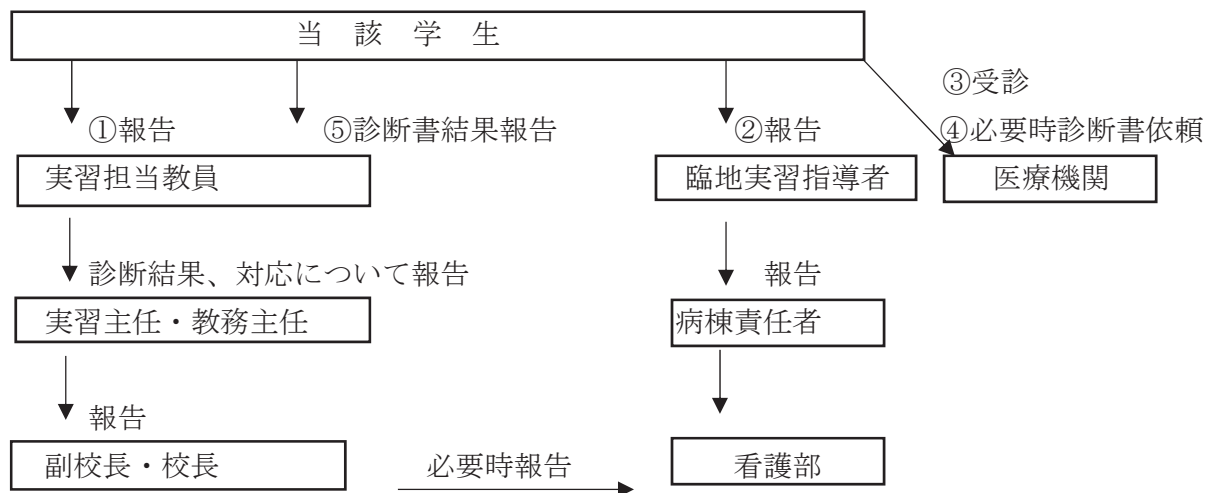 当 該 学 生
③受診
①報告 ⑤診断書結果報告 ②報告 ④必要時診断書依頼
実習担当教員 臨地実習指導者 医療機関
診断結果、対応について報告 報告
実習主任・教務主任 病棟責任者
報告
副校長・校長 必要時報告 看護部